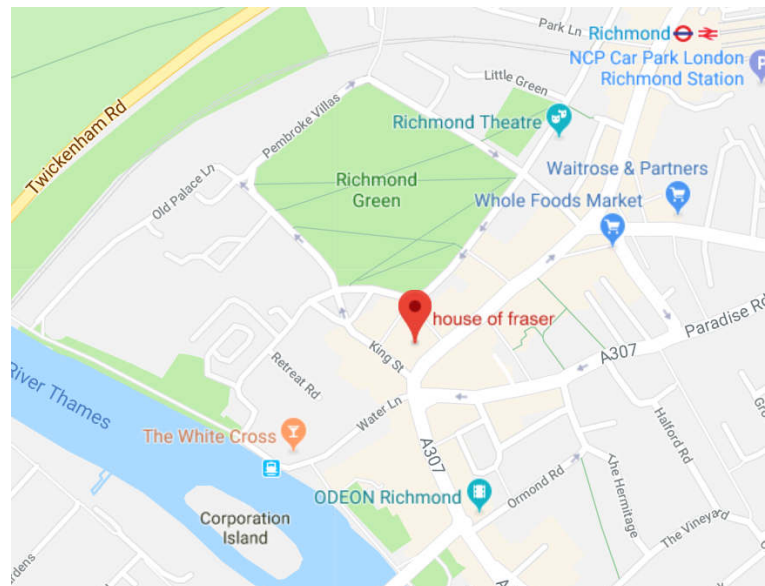 Park Ln
Richmond
NCP Car Park London
Richmond Station
P
Little Green
Twickenham Rd
Pembroke Villas
Richmond Theatre
Richmond
Green
Waitrose & Partners
Old Palace Ln
Whole Foods Market
house of fraser
Paradise Rd
A307
King St
Retreat Rd
River Thames
Water Ln
The White Cross
A307
Halford Rd
ODEON Richmond
Ormond Rd
The Hermitage
The Vineyard
Corporation
Island